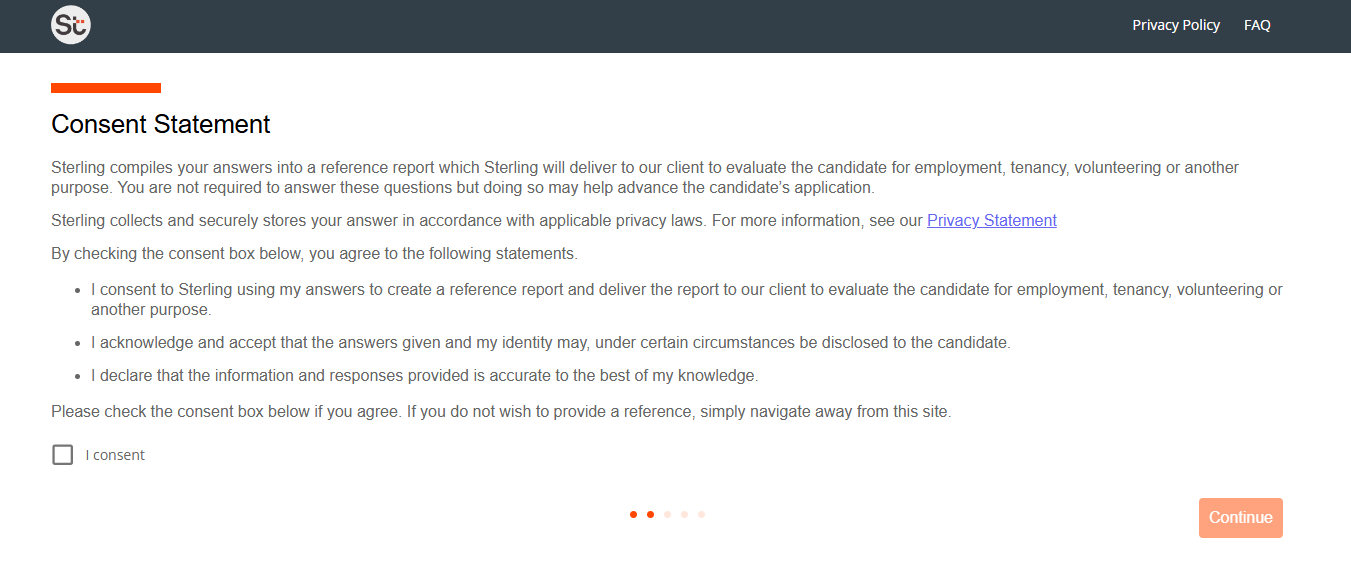 St
Privacy Policy
FAQ
Consent Statement
Sterling compiles your answers into a reference report which Sterling will deliver to our client to evaluate the candidate for employment, tenancy, volunteering or another
purpose. You are not required to answer these questions but doing so may help advance the candidate’s application.
Sterling collects and securely stores your answer in accordance with applicable privacy laws. For more information, see our Privacy Statement
By checking the consent box below, you agree to the following statements.
• I consent to Sterling using my answers to create a reference report and deliver the report to our client to evaluate the candidate for employment, tenancy, volunteering or
another purpose.
• I acknowledge and accept that the answers given and my identity may, under certain circumstances be disclosed to the candidate.
• I declare that the information and responses provided is accurate to the best of my knowledge.
Please check the consent box below if you agree. If you do not wish to provide a reference, simply navigate away from this site.
I consent
Continue